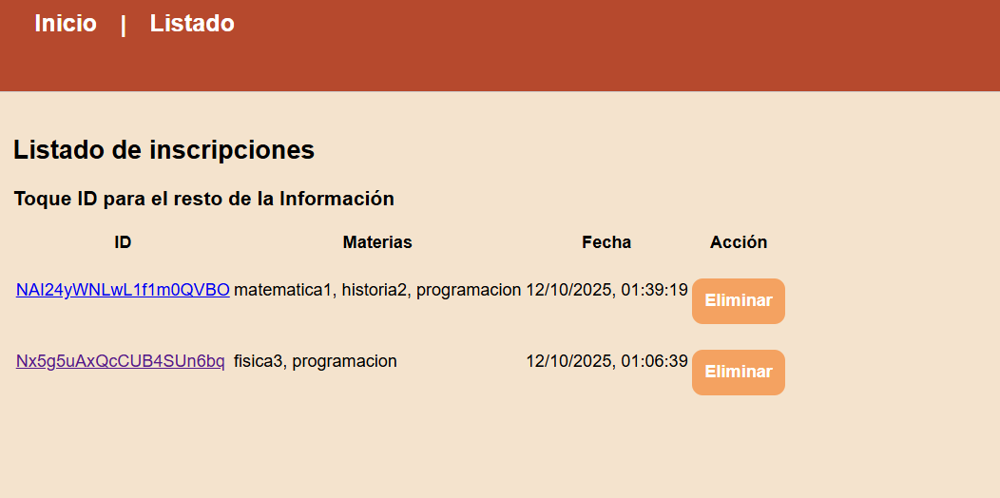 Inicio | Listado
Listado de inscripciones
Toque ID para el resto de la Información
ID Materias Fecha Acción
NAI24yWNLwL1f1m0QVBO matematica1, historia2, programacion 12/10/2025, 01:39:19 Eliminar
Nx5g5uAxQcCUB4SUn6bq fisica3, programacion 12/10/2025, 01:06:39 Eliminar